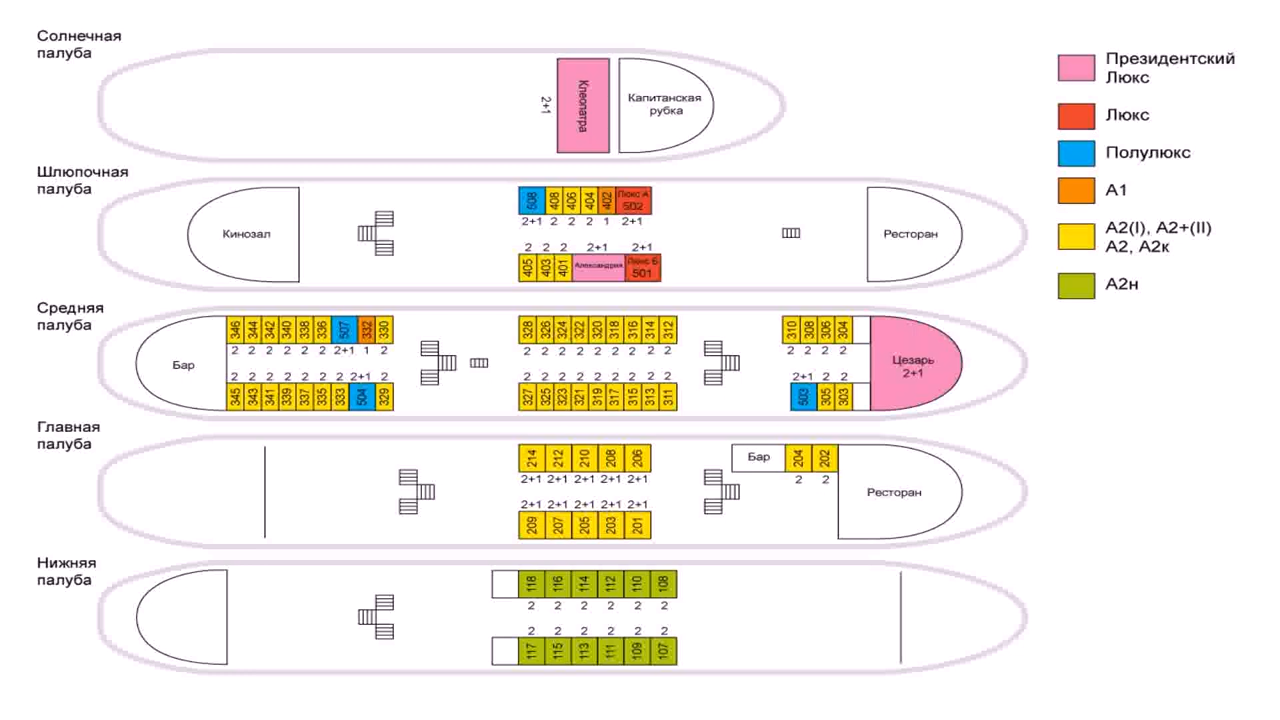 Солнечная
палуба
Клеопатра
2+1
Капитанская
рубка
Президентский
Люкс
Люкс
Полулюкс
А1
А2(I), А2+(II)
А2, А2к
А2н
Шлюпочная
палуба
Кинозал
508 408 406 404 402 Люкс А
502
2+1 2 2 2 1 2+1
2 2 2 2+1 2+1
405 403 401 Александрия Люкс Б
501
Ресторан
Средняя
палуба
Бар
346 344 342 340 338 336 507 332 330 328 326 324 322 320 318 316 314 312 310 308 306 304
2 2 2 2 2 2 2+1 1 2 2 2 2 2 2 2 2 2 2 2 2 2 2
Цезарь
2+1
2 2 2 2 2 2 2 2+1 2 2 2 2 2 2 2 2 2 2 2+1 2 2
345 343 341 339 337 335 333 504 329 327 325 323 321 319 317 315 313 311 503 305 303
Главная
палуба
214 212 210 208 206 Бар 204 202
2+1 2+1 2+1 2+1 2+1 2 2
Ресторан
2+1 2+1 2+1 2+1 2+1
209 207 205 203 201
Нижняя
палуба
118 116 114 112 110 108
2 2 2 2 2 2
2 2 2 2 2 2
117 115 113 111 109 107